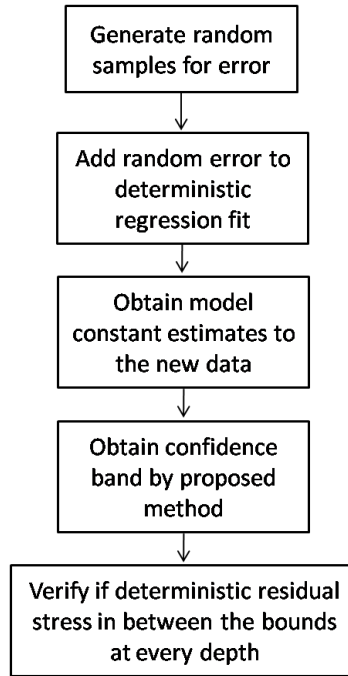 Generate random
samples for error
Add random error to
deterministic
regression fit
Obtain model
constant estimates to
the new data
Obtain confidence
band by proposed
method
Verify if deterministic residual
stress in between the bounds
at every depth